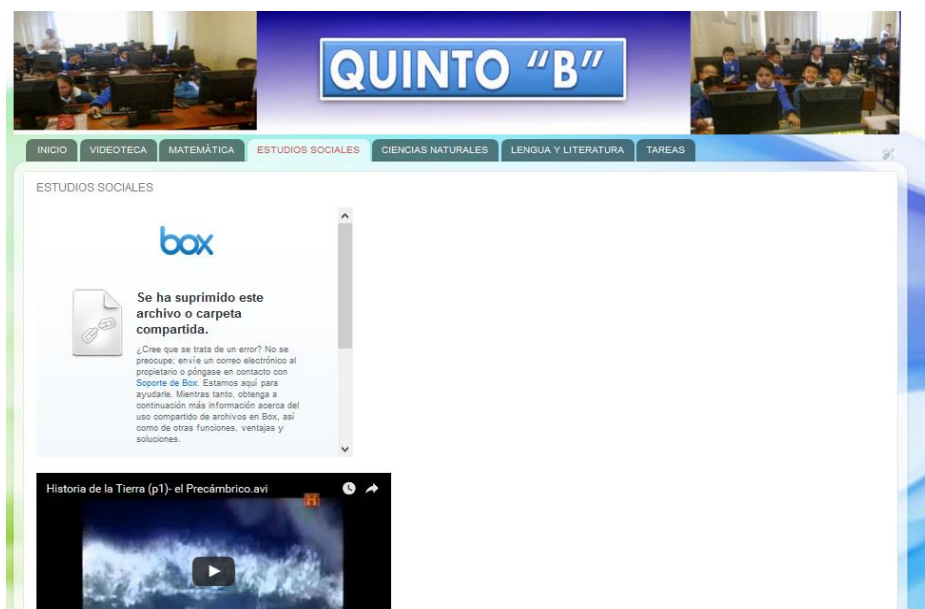 QUINTO “B”
INICIO VIDEOTECA MATEMÀTICA ESTUDIOS SOCIALES CIENCIAS NATURALES LENGUA Y LITERATURA TAREAS
ESTUDIOS SOCIALES
box
Se ha suprimido este
archivo o carpeta
compartida.
¿Cree que se trata de un error? No se
preocupe; envíe un correo electrónico al
propietario o póngase en contacto con
Soporte de Box. Estamos aquí para
ayudarle. Mientras tanto, obtenga a
continuación más información acerca del
uso compartido de archivos en Box, así
como de otras funciones, ventajas y
soluciones.
Historia de la Tierra (p1)- el Precámbrico.avi
H